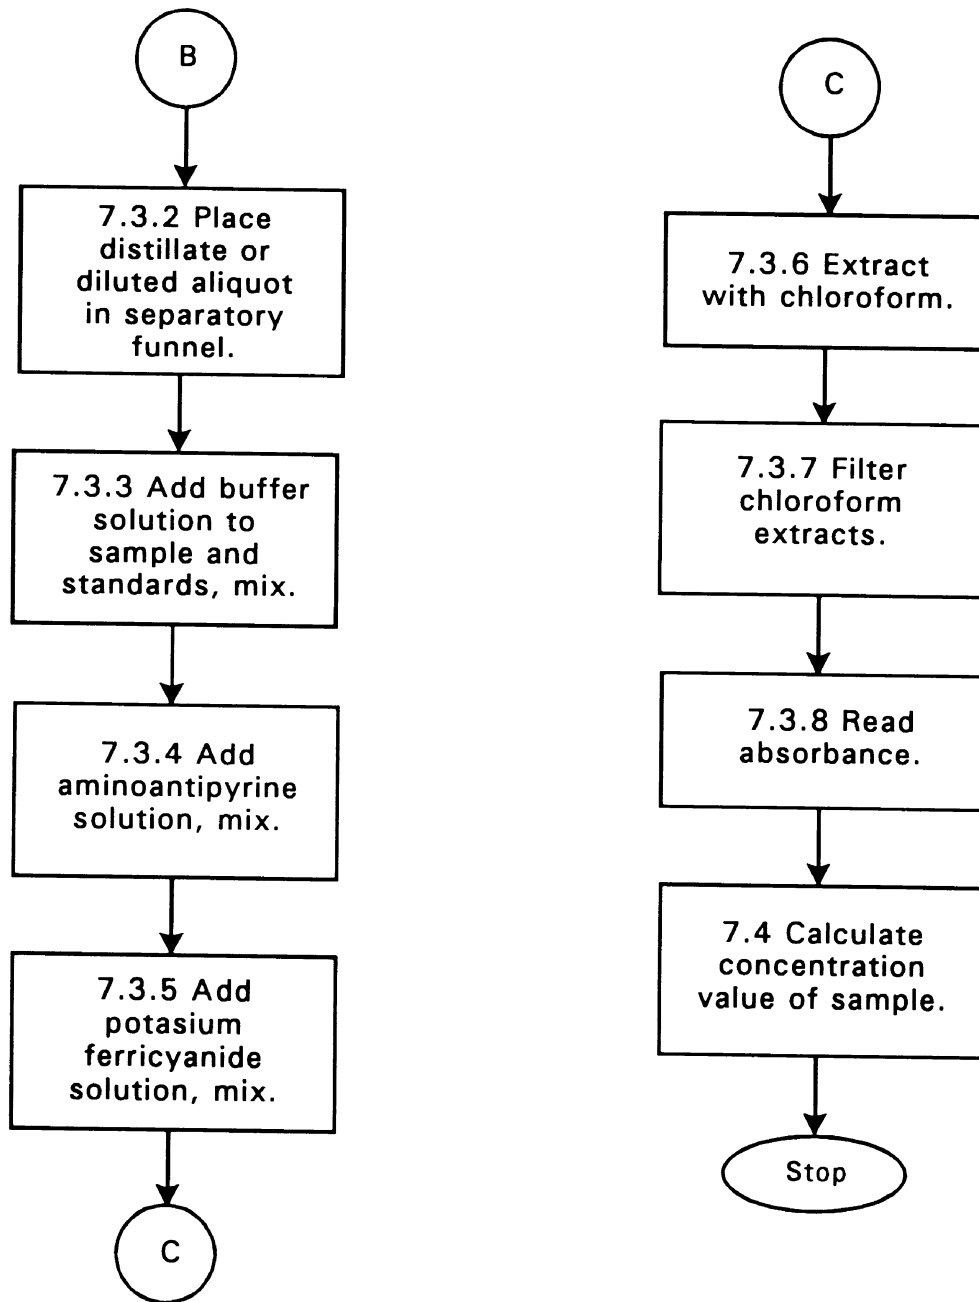 B
7.3.2 Place
distillate or
diluted aliquot
in separatory
funnel.
7.3.3 Add buffer
solution to
sample and
standards, mix.
7.3.4 Add
aminoantipyrine
solution, mix.
7.3.5 Add
potasium
ferricyanide
solution, mix.
C
C
7.3.6 Extract
with chloroform.
7.3.7 Filter
chloroform
extracts.
7.3.8 Read
absorbance.
7.4 Calculate
concentration
value of sample.
Stop